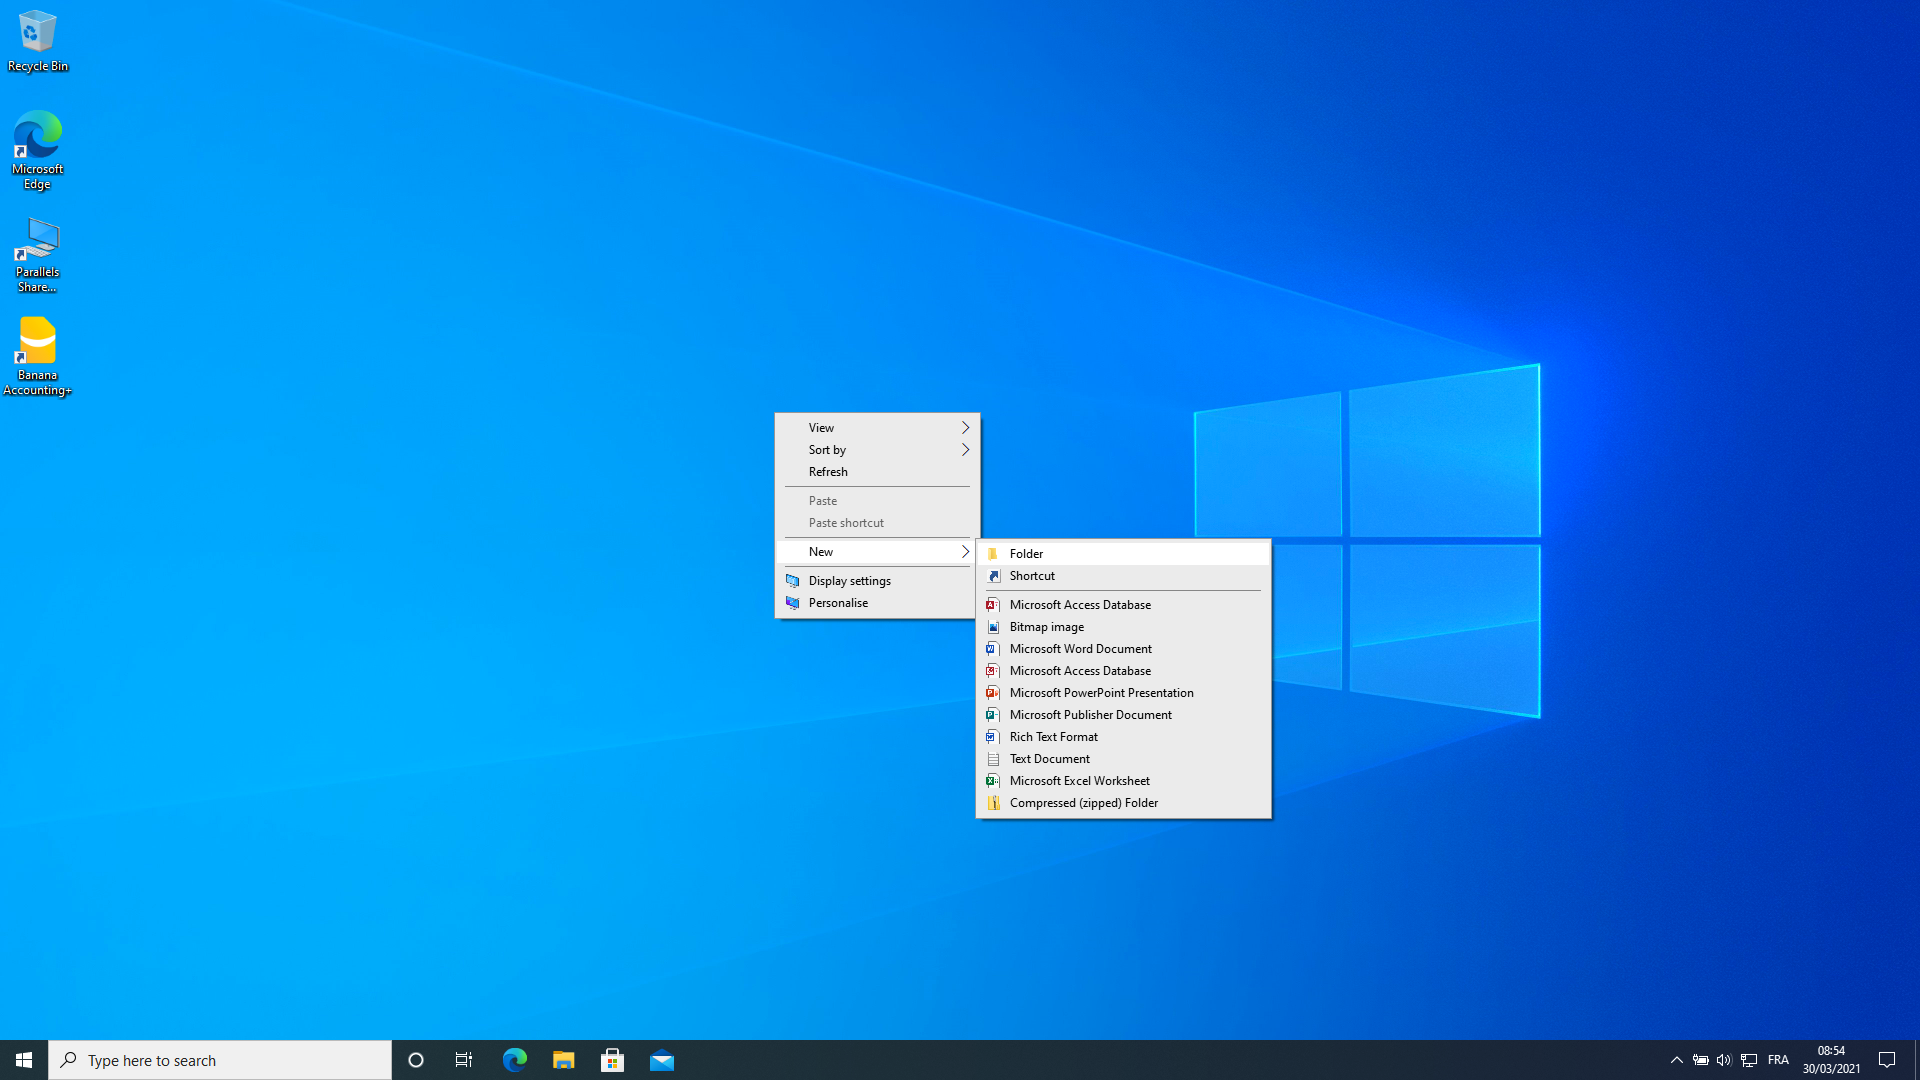 Recycle Bin
Microsoft
Edge
Parallels
Share...
Banana
Accounting+
View
Sort by
Refresh
Paste
Paste shortcut
New
Display settings
Personalise
Folder
Shortcut
Microsoft Access Database
Bitmap image
Microsoft Word Document
Microsoft Access Database
Microsoft PowerPoint Presentation
Microsoft Publisher Document
Rich Text Format
Text Document
Microsoft Excel Worksheet
Compressed (zipped) Folder
Type here to search
FRA
08:54
30/03/2021